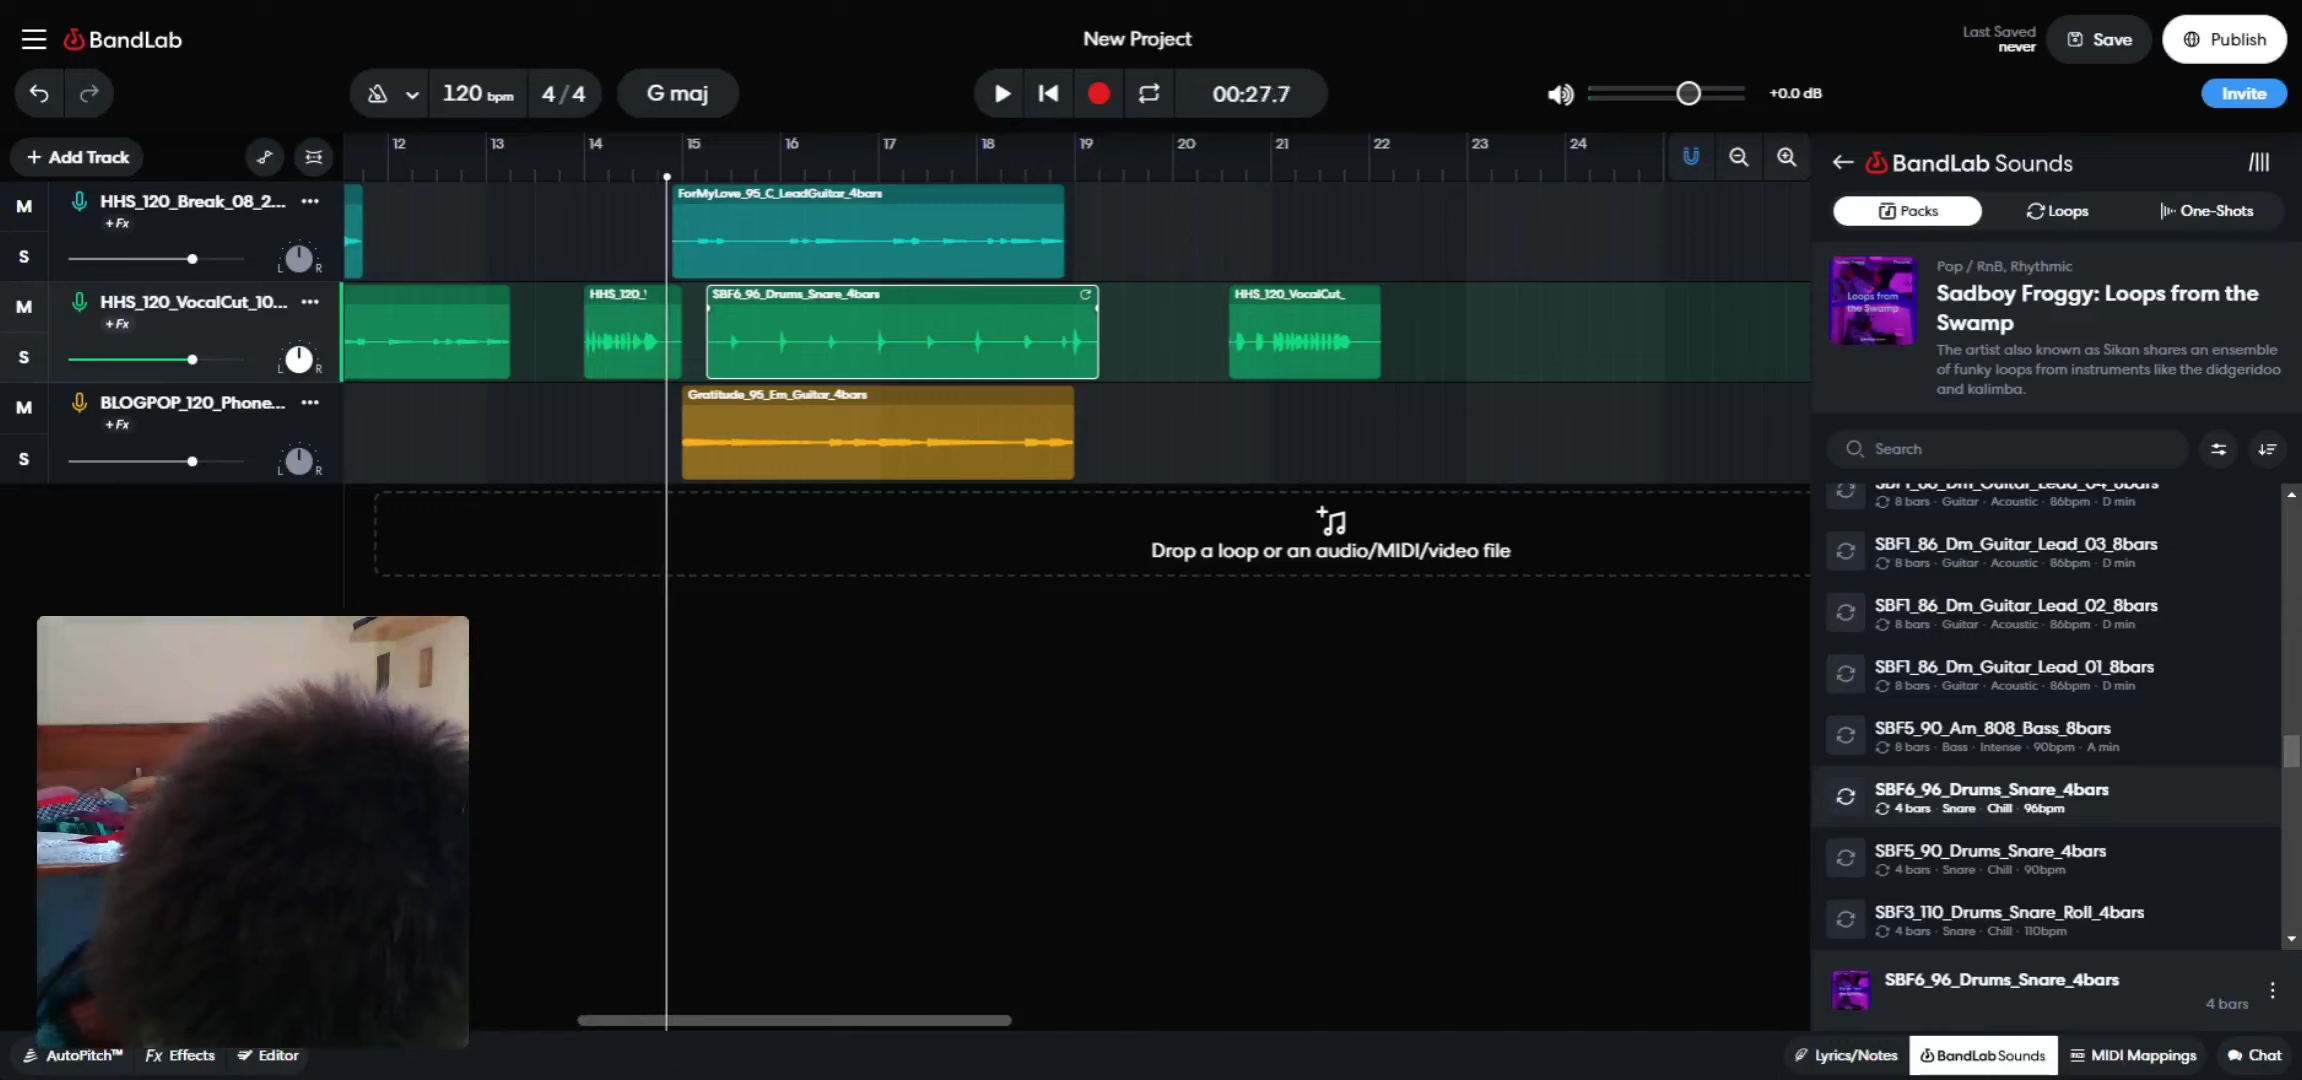 BandLab
New Project
Last Saved
never
Save
Publish
120 bpm
4/4
G maj
00:27.7
+0.0 dB
Invite
+ Add Track
12 13 14 15 16 17 18 19 20 21 22 23 24
BandLab Sounds
Packs
Loops
One-Shots
M
HHS_120_Break_08_2...
+Fx
S
L R
ForMyLove_95_C_LeadGuitar_4bars
M
HHS_120_VocalCut_10...
+Fx
S
L R
HHS_120_
SBF6_96_Drums_Snare_4bars
HHS_120_VocalCut_
M
BLOGPOP_120_Phone...
+Fx
S
L R
Gratitude_95_Em_Guitar_4bars
Drop a loop or an audio/MIDI/video file
Loops from
the Swamp
Pop / RnB, Rhythmic
Sadboy Froggy: Loops from the
Swamp
The artist also known as Sikan shares an ensemble
of funky loops from instruments like the didgeridoo
and kalimba.
Search
SBF1_86_Dm_Guitar_Lead_04_8bars
8 bars · Guitar · Acoustic · 86bpm · D min
SBF1_86_Dm_Guitar_Lead_03_8bars
8 bars · Guitar · Acoustic · 86bpm · D min
SBF1_86_Dm_Guitar_Lead_02_8bars
8 bars · Guitar · Acoustic · 86bpm · D min
SBF1_86_Dm_Guitar_Lead_01_8bars
8 bars · Guitar · Acoustic · 86bpm · D min
SBF5_90_Am_808_Bass_8bars
8 bars · Bass · Intense · 90bpm · A min
SBF6_96_Drums_Snare_4bars
4 bars · Snare · Chill · 96bpm
SBF5_90_Drums_Snare_4bars
4 bars · Snare · Chill · 90bpm
SBF3_110_Drums_Snare_Roll_4bars
4 bars · Snare · Chill · 110bpm
SBF6_96_Drums_Snare_4bars
4 bars
AutoPitch™
Fx Effects
Editor
Lyrics/Notes
BandLab Sounds
MIDI Mappings
Chat